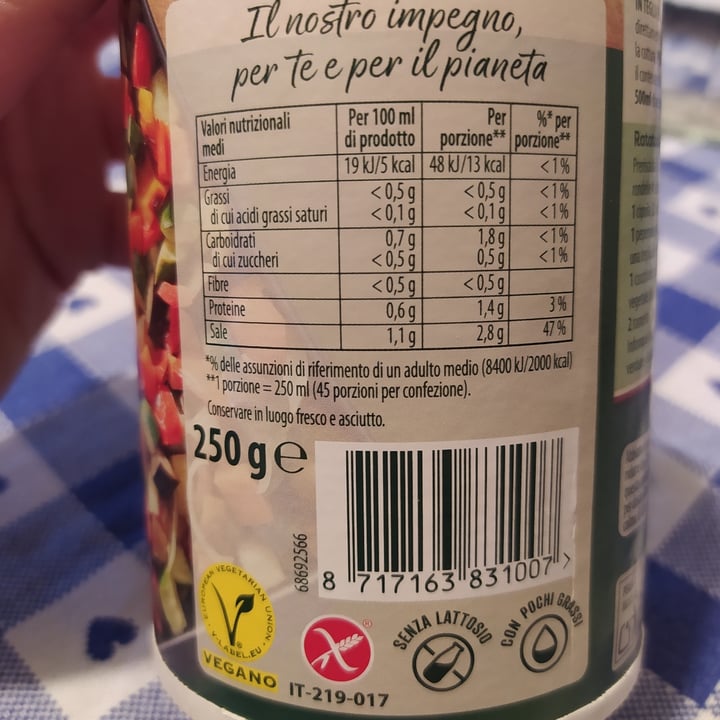 Il nostro impegno,
per te e per il pianeta
Valori nutrizionali medi Per 100 ml di prodotto Per porzione** %* per porzione**
Energia 19 kJ/5 kcal 48 kJ/13 kcal <1%
Grassi <0,5 g <0,5 g <1%
di cui acidi grassi saturi <0,1 g <0,1 g <1%
Carboidrati 0,7 g 1,8 g <1%
di cui zuccheri <0,5 g 0,5 g <1%
Fibre <0,5 g <0,5 g
Proteine 0,6 g 1,4 g 3%
Sale 1,1 g 2,8 g 47%
*% delle assunzioni di riferimento di un adulto medio (8400 kJ/2000 kcal)
**1 porzione = 250 ml (45 porzioni per confezione).
Conservare in luogo fresco e asciutto.
250 g e
68692566
8 717163 831007 >
EUROPEAN VEGETARIAN UNION
V-LABEL.EU
VEGANO
IT-219-017
SENZA LATTOSIO
CON POCHI GRASSI
500ml